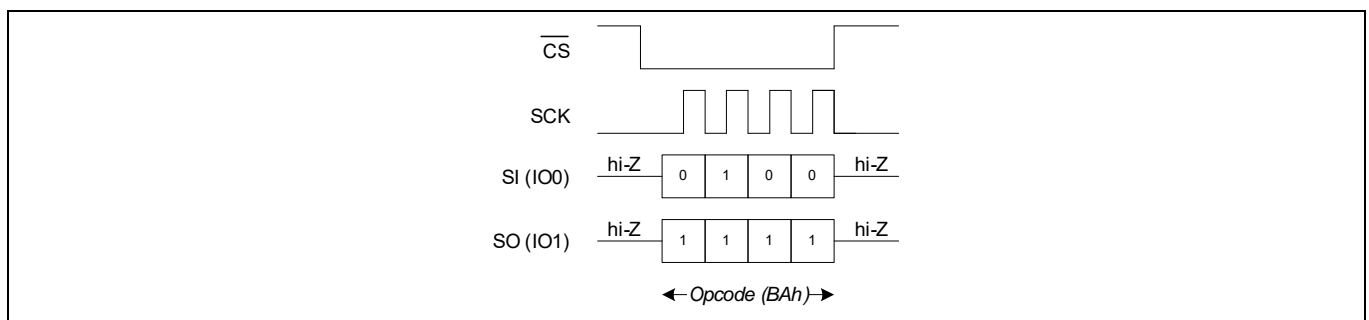 CS
SCK
SI (IO0) hi-Z 0 1 0 0 hi-Z
SO (IO1) hi-Z 1 1 1 1 hi-Z
Opcode (BAh)